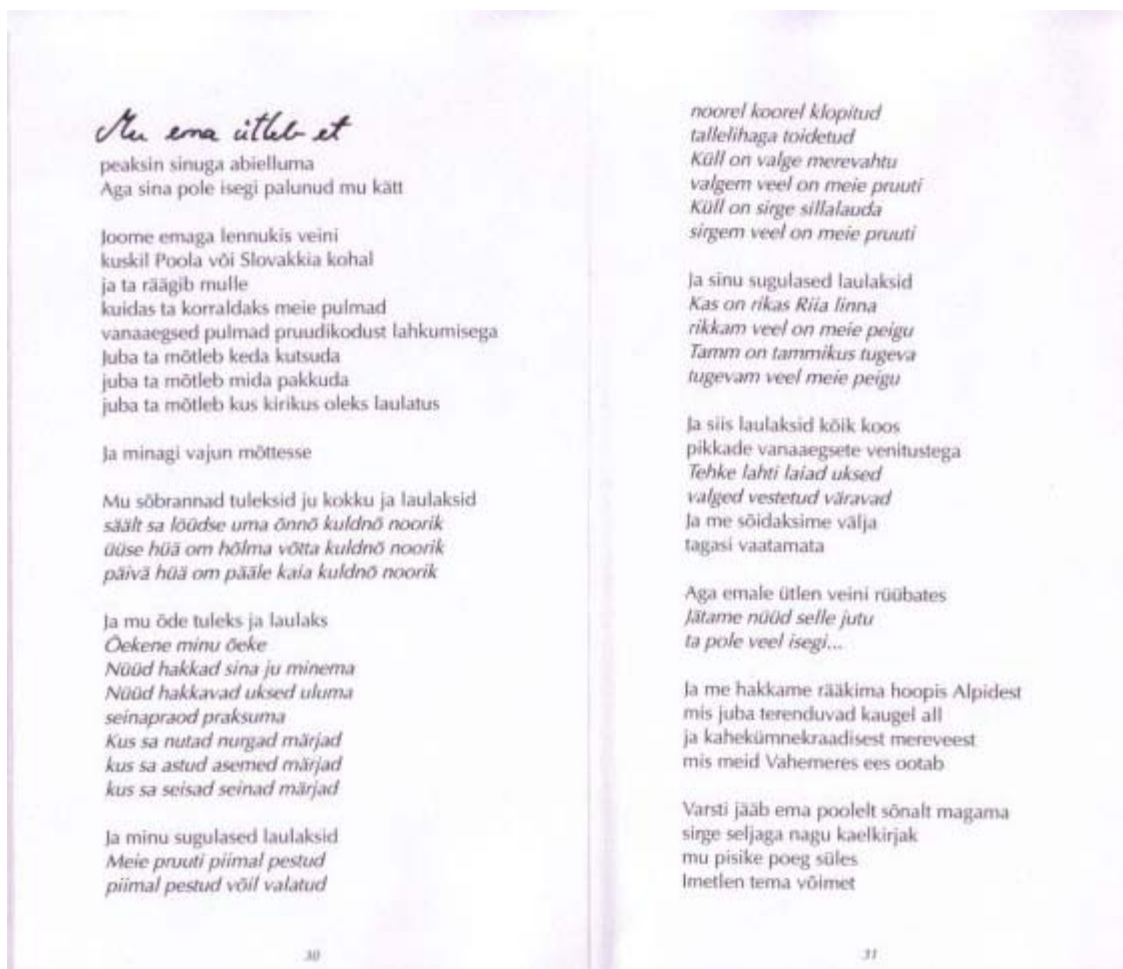 Mu ema ütleb et
peaksin sinuga abielluma
Aga sina pole isegi palunud mu kätt
Joome emaga lennukis veini
kuskil Poola või Slovakkia kohal
ja ta räägib mulle
kuidas ta korraldaks meie pulmad
vanaaegsed pulmad pruudikodust lahkumisega
Juba ta mõtleb keda kutsuda
juba ta mõtleb mida pakkuda
juba ta mõtleb kus kirikus oleks laulatus
Ja minagi vajun mõttesse
Mu sõbrannad tuleksid ju kokku ja laulaksid
säält sa löüdse uma õnnõ kuldnõ noorik
üüse hüä om hõlma võtta kuldnõ noorik
päivä hüä om pääle kaia kuldnõ noorik
Ja mu õde tuleks ja laulaks
Õekene minu õeke
Nüüd hakkad sina ju minema
Nüüd hakkavad uksed uluma
seinapraod praksuma
Kus sa nutad nurgad märjad
kus sa astud asemed märjad
kus sa seisad seinad märjad
Ja minu sugulased laulaksid
Meie pruuti piimal pestud
piimal pestud võil valatud
30
noorel koorel klopitud
tallelihaga toidetud
Küll on valge merevahtu
valgem veel on meie pruuti
Küll on sirge sillalauda
sirgem veel on meie pruuti
Ja sinu sugulased laulaksid
Kas on rikas Riia linna
rikkam veel on meie peigu
Tamm on tammikus tugeva
tugevam veel meie peigu
Ja siis laulaksid kõik koos
pikkade vanaaegsete venitustega
Tehke lahti laiad uksed
valged vestetud väravad
Ja me sõidaksime välja
tagasi vaatamata
Aga emale ütlen veini rüübates
Jätame nüüd selle jutu
ta pole veel isegi...
Ja me hakkame rääkima hoopis Alpidest
mis juba terenduvad kaugel all
ja kahekümnekraadisest mereveest
mis meid Vahemeres ees ootab
Varsti jääb ema poolelt sõnalt magama
sirge seljaga nagu kaelkirjak
mu pisike poeg süles
Imetlen tema võimet
31